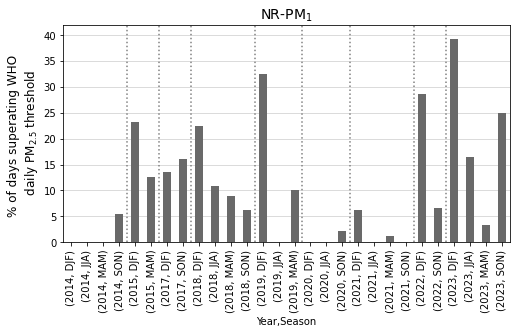 NR-PM₁
% of days superating WHO
daily PM₂.₅ threshold
40
35
30
25
20
15
10
5
0
(2014, DJF)
(2014, JJA)
(2014, MAM)
(2014, SON)
(2015, DJF)
(2015, MAM)
(2017, DJF)
(2017, SON)
(2018, DJF)
(2018, JJA)
(2018, MAM)
(2018, SON)
(2019, DJF)
(2019, JJA)
(2019, MAM)
(2020, DJF)
(2020, JJA)
(2020, SON)
(2021, DJF)
(2021, JJA)
(2021, MAM)
(2021, SON)
(2022, DJF)
(2022, SON)
(2023, DJF)
(2023, JJA)
(2023, MAM)
(2023, SON)
Year,Season